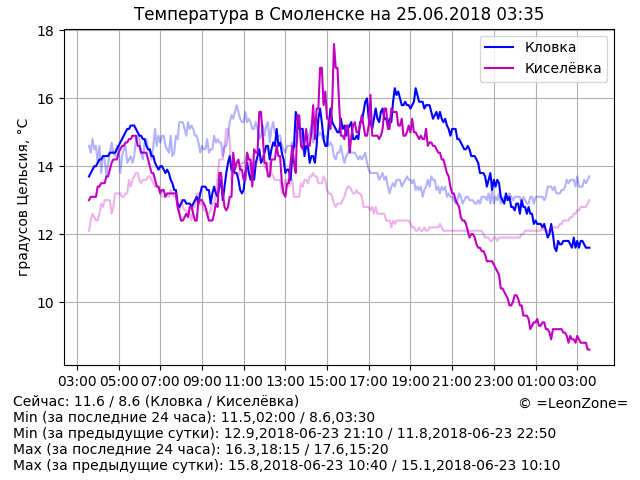 Температура в Смоленске на 25.06.2018 03:35
градусов Цельсия, °C
18
16
14
12
10
Кловка
Киселёвка
03:00 05:00 07:00 09:00 11:00 13:00 15:00 17:00 19:00 21:00 23:00 01:00 03:00
Сейчас: 11.6 / 8.6 (Кловка / Киселёвка)
© =LeonZone=
Min (за последние 24 часа): 11.5,02:00 / 8.6,03:30
Min (за предыдущие сутки): 12.9,2018-06-23 21:10 / 11.8,2018-06-23 22:50
Max (за последние 24 часа): 16.3,18:15 / 17.6,15:20
Max (за предыдущие сутки): 15.8,2018-06-23 10:40 / 15.1,2018-06-23 10:10